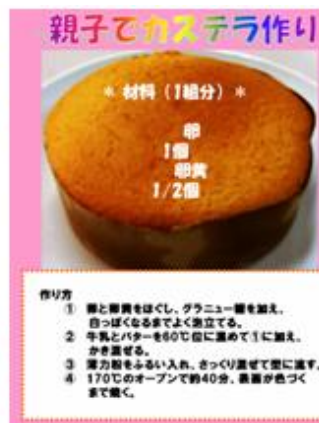 親子でカステラ作り
* 材料（1組分）*
卵
1個
卵黄
1/2個
作り方
① 卵と卵黄をほぐし、グラニュー糖を加え、
白っぽくなるまでよく泡立てる。
② 牛乳とバターを60℃位に温めて①に加え、
かき混ぜる。
③ 薄力粉をふるい入れ、さっくり混ぜて型に流す。
④ 170℃のオーブンで約40分、表面が色づく
まで焼く。